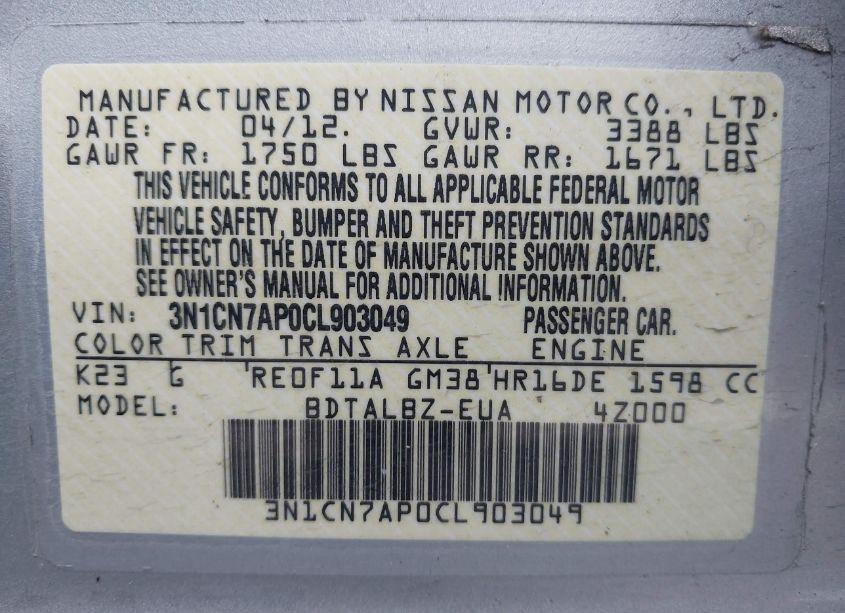 MANUFACTURED BY NISSAN MOTOR CO., LTD.
DATE: 04/12. GVWR: 3388 LBS
GAWR FR: 1750 LBS GAWR RR: 1671 LBS
THIS VEHICLE CONFORMS TO ALL APPLICABLE FEDERAL MOTOR
VEHICLE SAFETY, BUMPER AND THEFT PREVENTION STANDARDS
IN EFFECT ON THE DATE OF MANUFACTURE SHOWN ABOVE.
SEE OWNER'S MANUAL FOR ADDITIONAL INFORMATION.
VIN: 3N1CN7AP0CL903049 PASSENGER CAR.
COLOR TRIM TRANS AXLE ENGINE
K23 G 'RE0F11A GM38'HR16DE 1598 CC
MODEL: BDTALBZ-EUA 4Z000
3N1CN7AP0CL903049